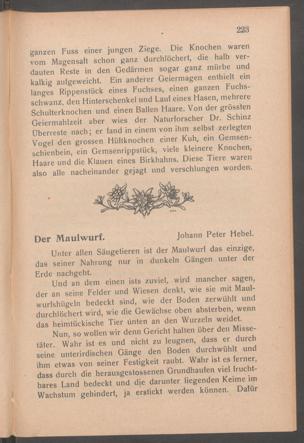 223
ganzen Fuss einer jungen Ziege. Die Knochen waren
vom Magensaft schon ganz durchlöchert, die halb ver-
dauten Reste in den Gedärmen sogar ganz mürbe und
kalkig aufgeweicht. Ein anderer Geiermagen enthielt ein
langes Rippenstück eines Fuchses, einen ganzen Fuchs-
schwanz, den Hinterschenkel und Lauf eines Hasen, mehrere
Schulterknochen und einen Ballen Haare. Von der grössten
Geiermahlzeit aber wies der Naturforscher Dr. Schinz
Überreste nach; er fand in einem von ihm selbst zerlegten
Vogel den grossen Hüftknochen einer Kuh, ein Gemsen-
schienbein, ein Gemsenrippstück, viele kleinere Knochen,
Haare und die Klauen eines Birkhahns. Diese Tiere waren
also alle nacheinander gejagt und verschlungen worden.
Der Maulwurf. Johann Peter Hebel.
Unter allen Säugetieren ist der Maulwurf das einzige,
das seiner Nahrung nur in dunkeln Gängen unter der
Erde nachgeht.
Und an dem einen ists zuviel, wird mancher sagen,
der an seine Felder und Wiesen denkt, wie sie mit Maul-
wurfshügeln bedeckt sind, wie der Boden zerwühlt und
durchlöchert wird, wie die Gewächse oben absterben, wenn
das heimtückische Tier unten an den Wurzeln weidet.
Nun, so wollen wir denn Gericht halten über den Misse-
täter. Wahr ist es und nicht zu leugnen, dass er durch
seine unterirdischen Gänge den Boden durchwühlt und
ihm etwas von seiner Festigkeit raubt. Wahr ist es ferner,
dass durch die herausgestossenen Grundhaufen viel frucht-
bares Land bedeckt und die darunter liegenden Keime im
Wachstum gehindert, ja erstickt werden können. Dafür